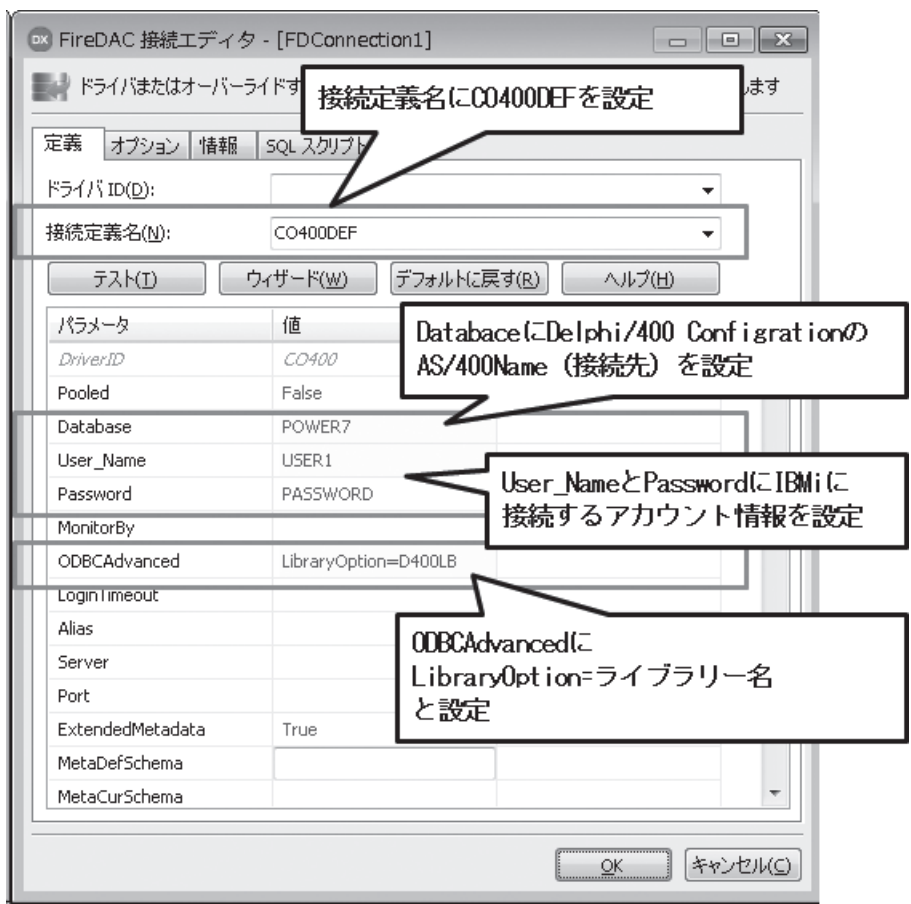 DX FireDAC 接続エディタ - [FDConnection1]
ドライバまたはオーバーライドす
ます
接続定義名にCO400DEFを設定
定義 オプション 情報 SQL スクリプト
ドライバ ID(D):
接続定義名(N): CO400DEF
テスト(T) ウィザード(W) デフォルトに戻す(R) ヘルプ(H)
パラメータ 値
DatabaceにDelphi/400 Configrationの
AS/400Name（接続先）を設定
DriverID CO400
Pooled False
Database POWER7
User_Name USER1
Password PASSWORD
User_NameとPasswordにIBMiに
接続するアカウント情報を設定
MonitorBy
ODBCAdvanced LibraryOption=D400LB
LoginTimeout
Alias
ODBCAdvancedに
LibraryOption=ライブラリー名
と設定
Server
Port
ExtendedMetadata True
MetaDefSchema
MetaCurSchema
OK キャンセル(C)